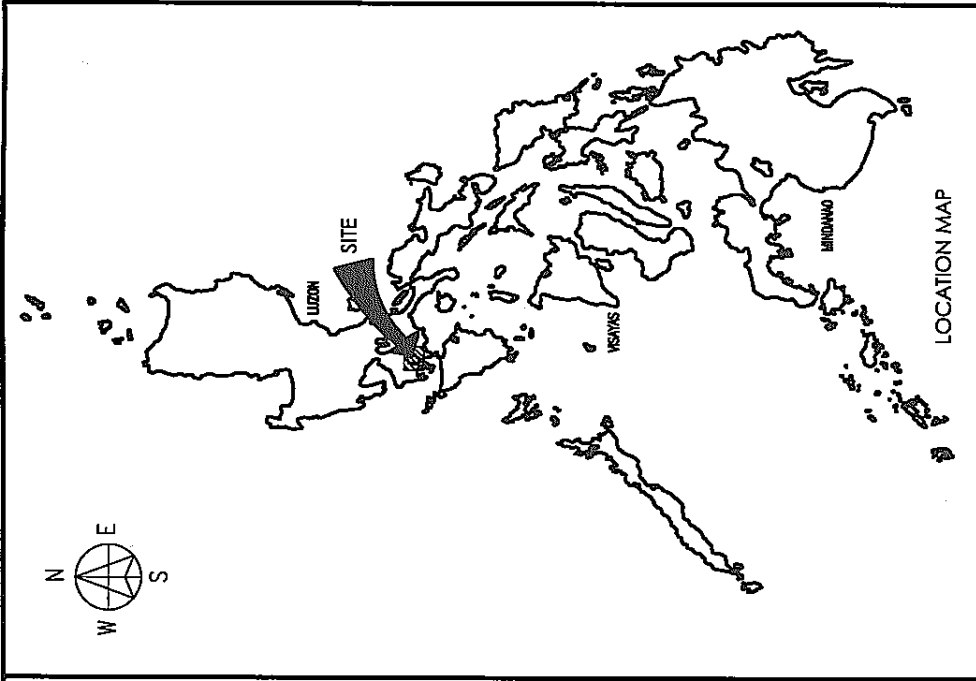 N
W E
S
LUZON
SITE
VISAYAS
MINDANAO
LOCATION MAP